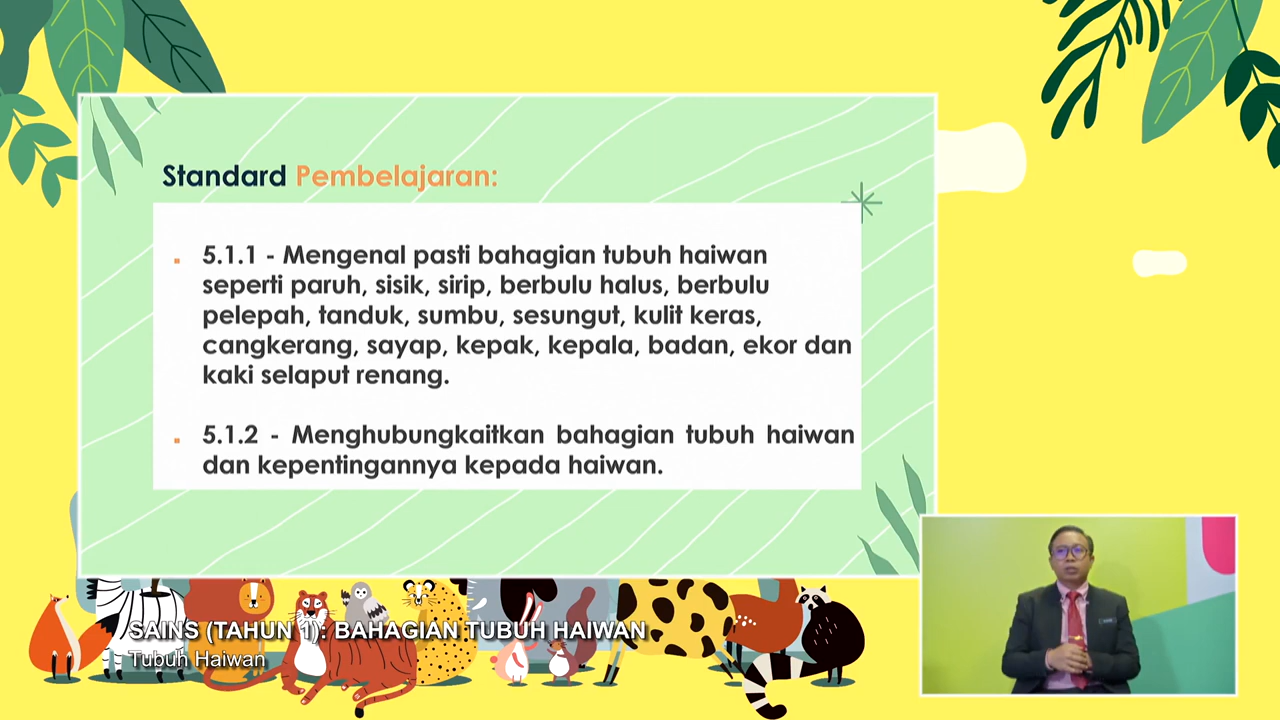 Standard Pembelajaran:
5.1.1 - Mengenal pasti bahagian tubuh haiwan
seperti paruh, sisik, sirip, berbulu halus, berbulu
pelepah, tanduk, sumbu, sesungut, kulit keras,
cangkerang, sayap, kepak, kepala, badan, ekor dan
kaki selaput renang.
5.1.2 - Menghubungkaitkan bahagian tubuh haiwan
dan kepentingannya kepada haiwan.
SAINS (TAHUN 1): BAHAGIAN TUBUH HAIWAN
Tubuh Haiwan